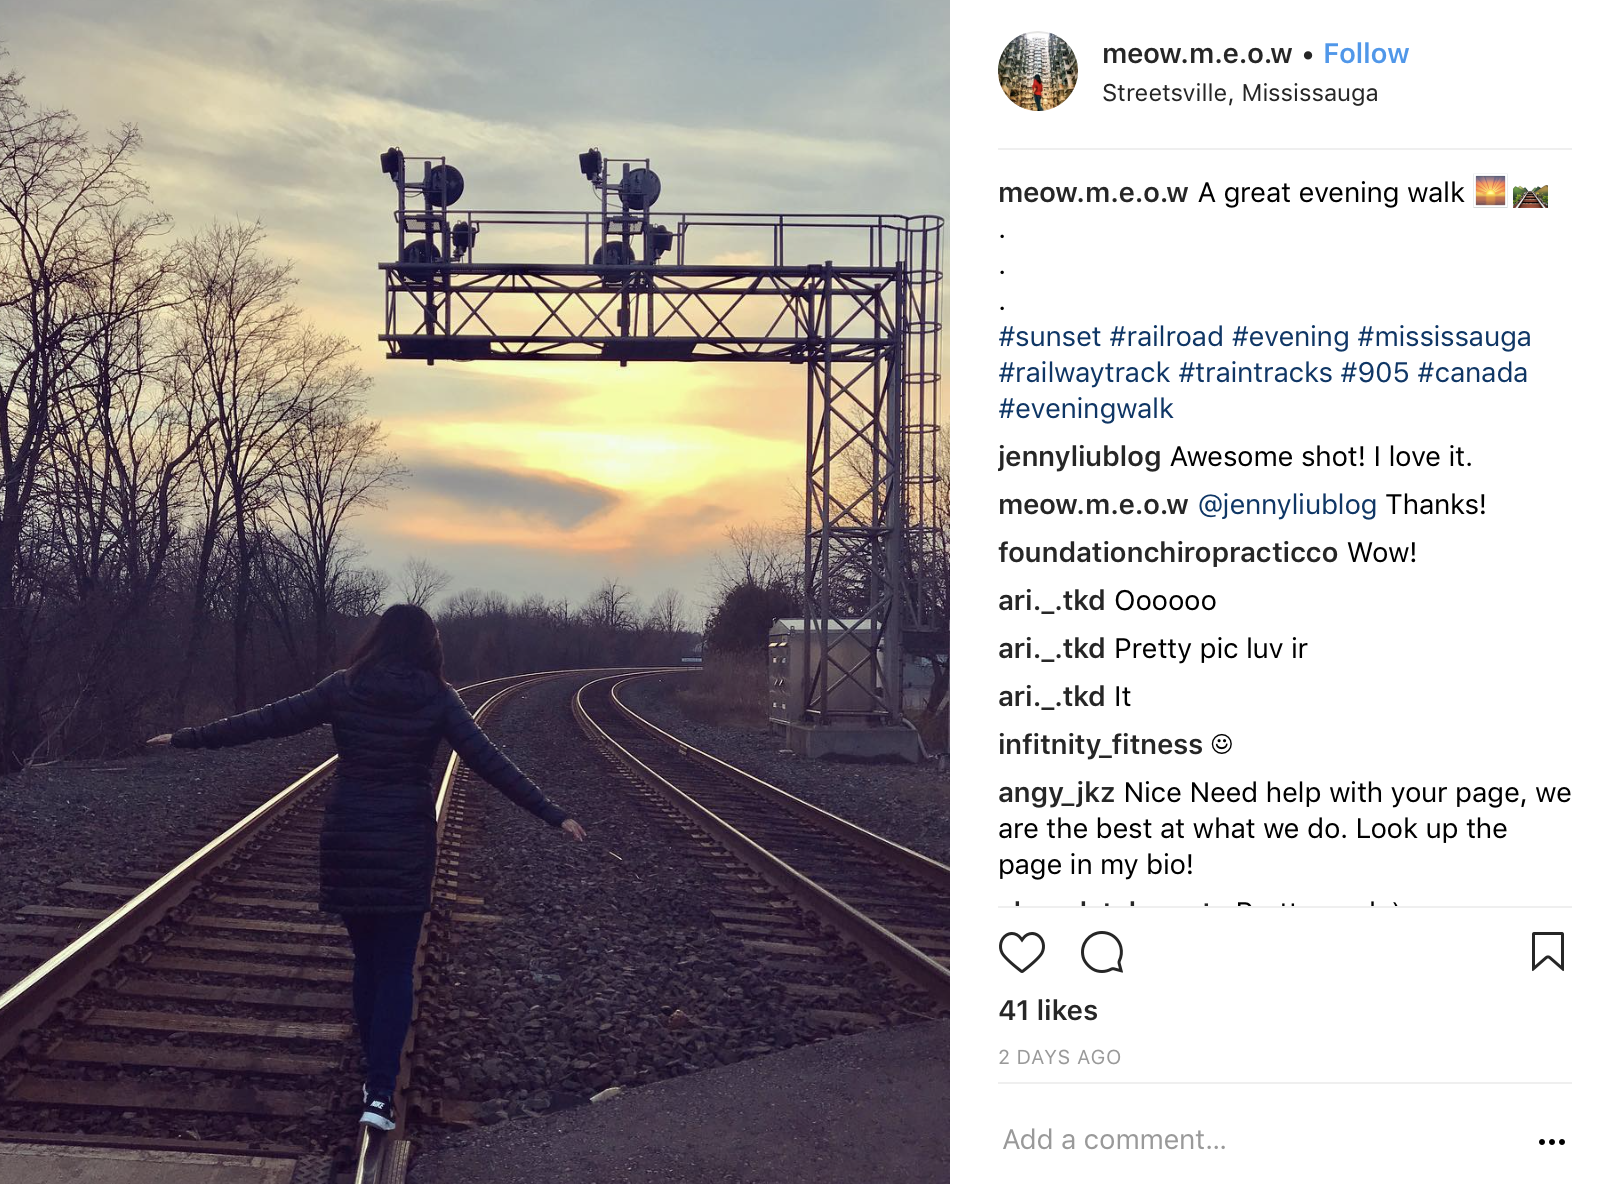 meow.m.e.o.w • Follow
Streetsville, Mississauga
meow.m.e.o.w A great evening walk 🌅 🛤️
.
.
.
#sunset #railroad #evening #mississauga
#railwaytrack #traintracks #905 #canada
#eveningwalk
jennyliublog Awesome shot! I love it.
meow.m.e.o.w @jennyliublog Thanks!
foundationchiropracticco Wow!
ari._.tkd Oooooo
ari._.tkd Pretty pic luv ir
ari._.tkd It
infitnity_fitness ☺
angy_jkz Nice Need help with your page, we
are the best at what we do. Look up the
page in my bio!
41 likes
2 DAYS AGO
Add a comment...
NIKE